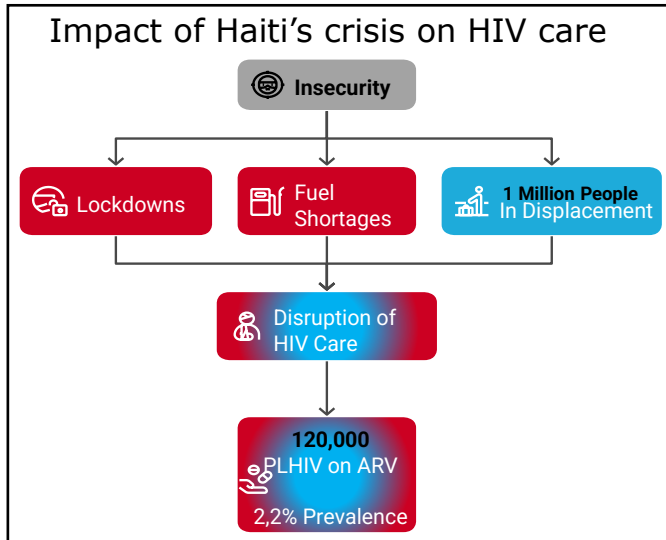 Impact of Haiti's crisis on HIV care
Insecurity
Lockdowns
Fuel
Shortages
1 Million People
In Displacement
Disruption of
HIV Care
120,000
PLHIV on ARV
2,2% Prevalence